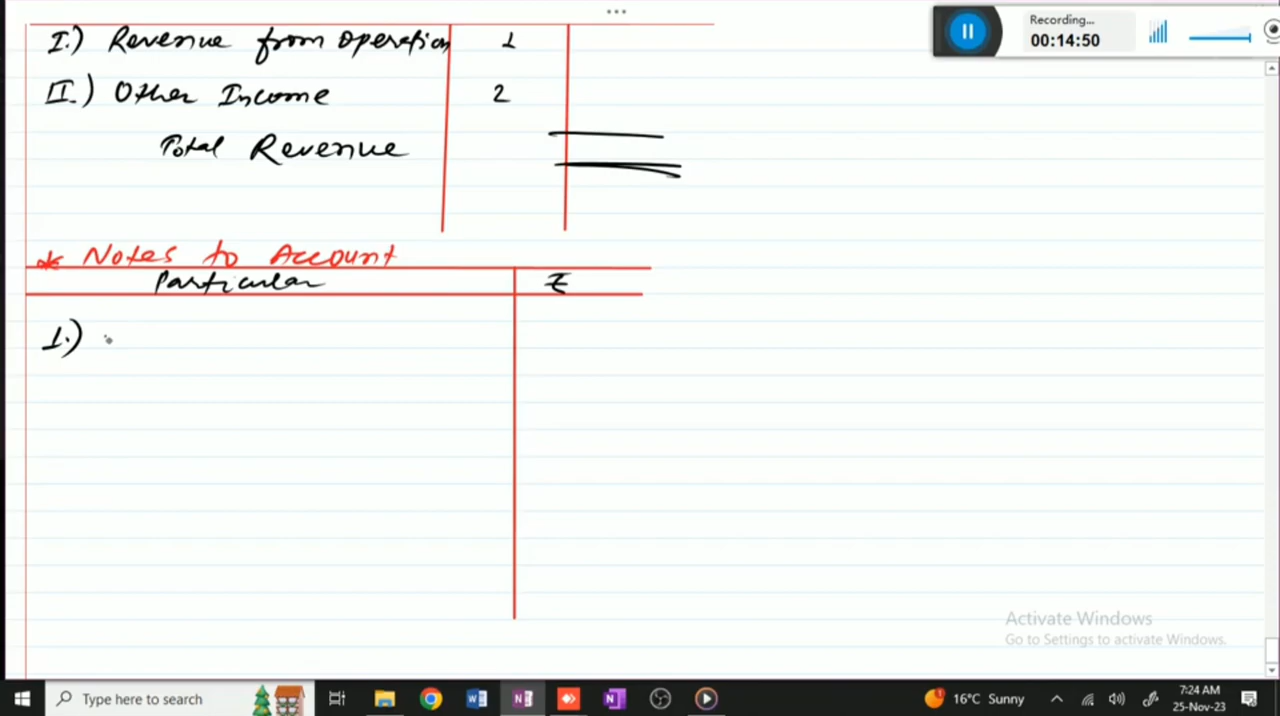 Recording...
00:14:50
I.) Revenue from operation 1
II.) Other Income 2
Total Revenue
* Notes to Account
Particular ₹
1.)
Activate Windows
Go to Settings to activate Windows.
Type here to search
16°C Sunny
7:24 AM
25-Nov-23